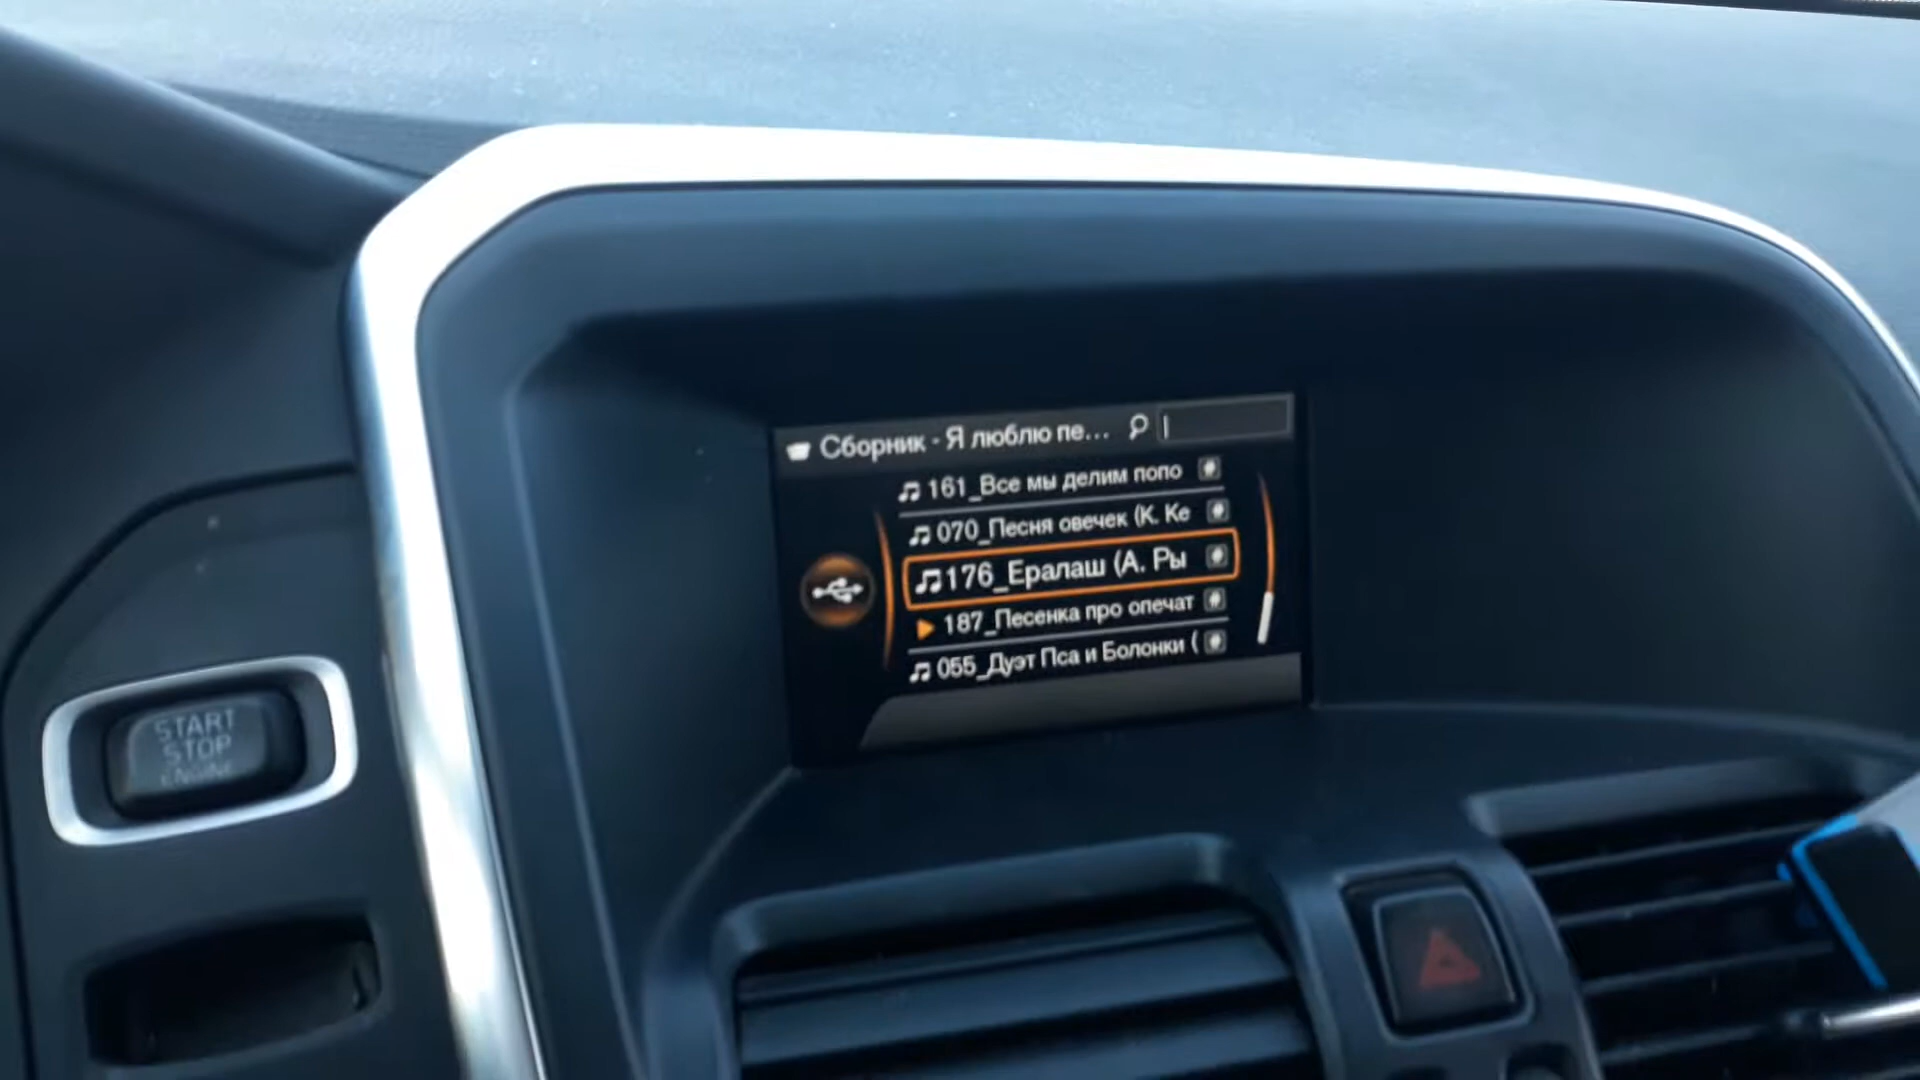 Сборник - Я люблю пе...
161_Все мы делим попо
070_Песня овечек (К. Ке
176_Ералаш (А. Ры
187_Песенка про опечат
055_Дуэт Пса и Болонки (
START
STOP
ENGINE